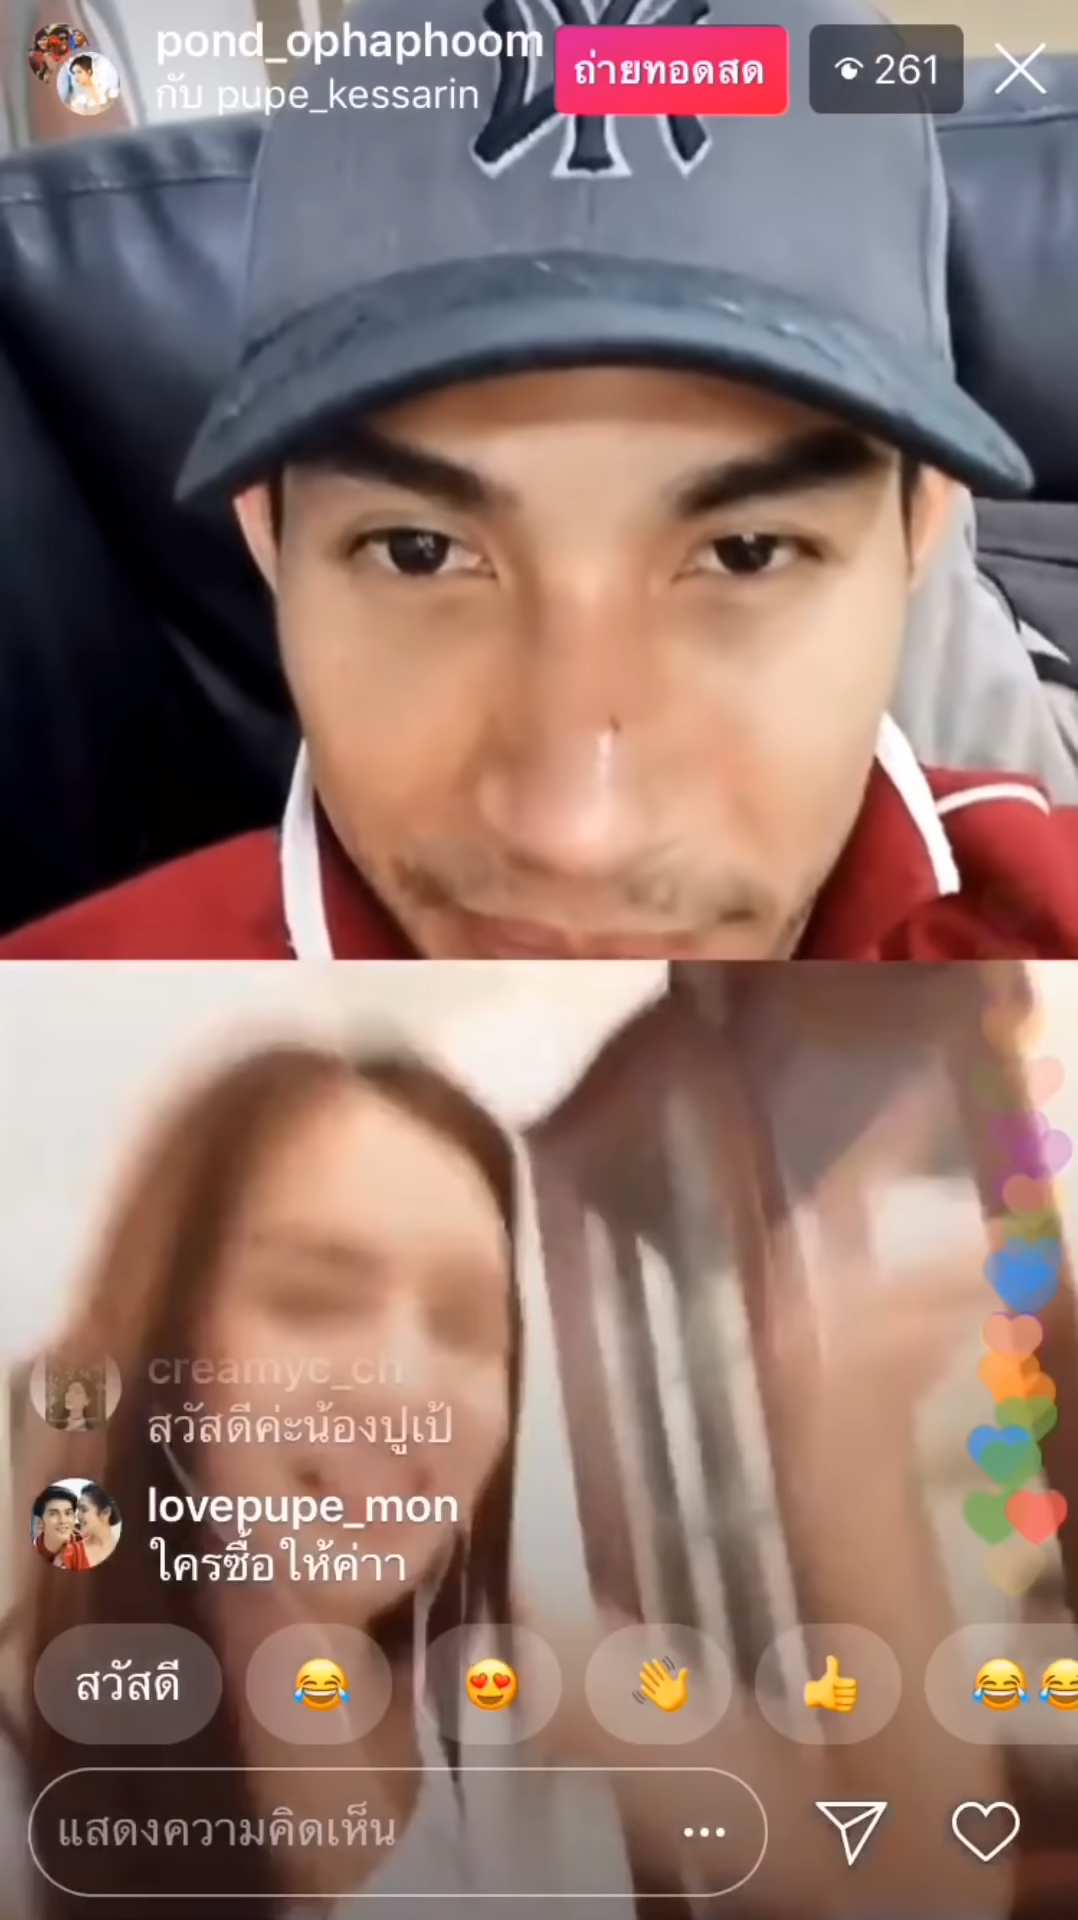 pond_ophaphoom
กับ pupe_kessarin
ถ่ายทอดสด
261
NY
creamyc_ch
สวัสดีค่ะน้องปูเป้
lovepupe_mon
ใครซื้อให้ค่าา
สวัสดี
แสดงความคิดเห็น